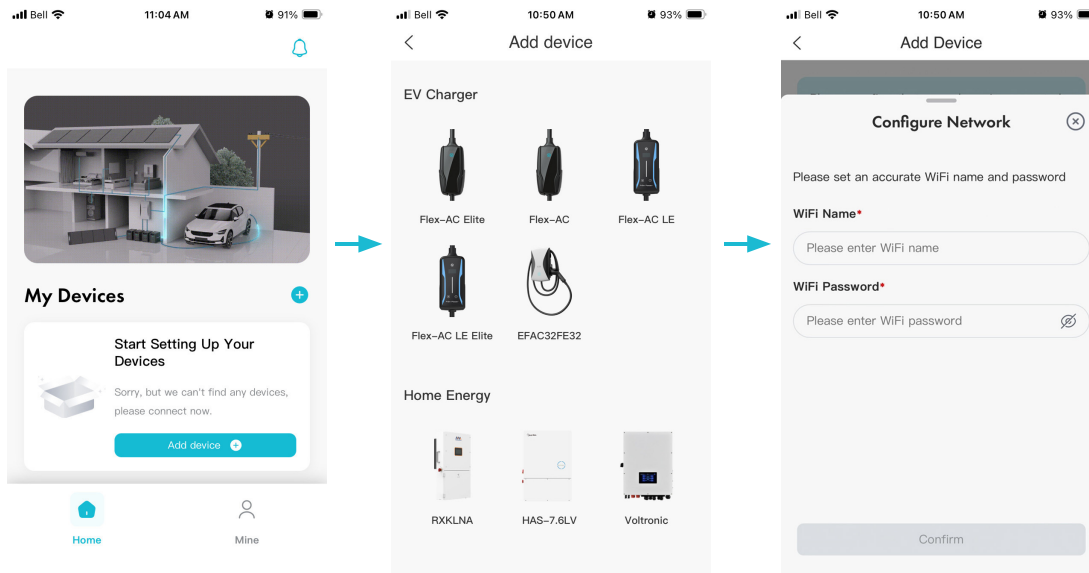 Bell
11:04 AM
91%
My Devices
Start Setting Up Your
Devices
Sorry, but we can't find any devices,
please connect now.
Add device
Home
Mine
Bell
10:50 AM
93%
Add device
EV Charger
Flex-AC Elite
Flex-AC
Flex-AC LE
Flex-AC LE Elite
EFAC32FE32
Home Energy
RXKLNA
HAS-7.6LV
Voltronic
Bell
10:50 AM
93%
Add Device
Configure Network
Please set an accurate WiFi name and password
WiFi Name*
Please enter WiFi name
WiFi Password*
Please enter WiFi password
Confirm